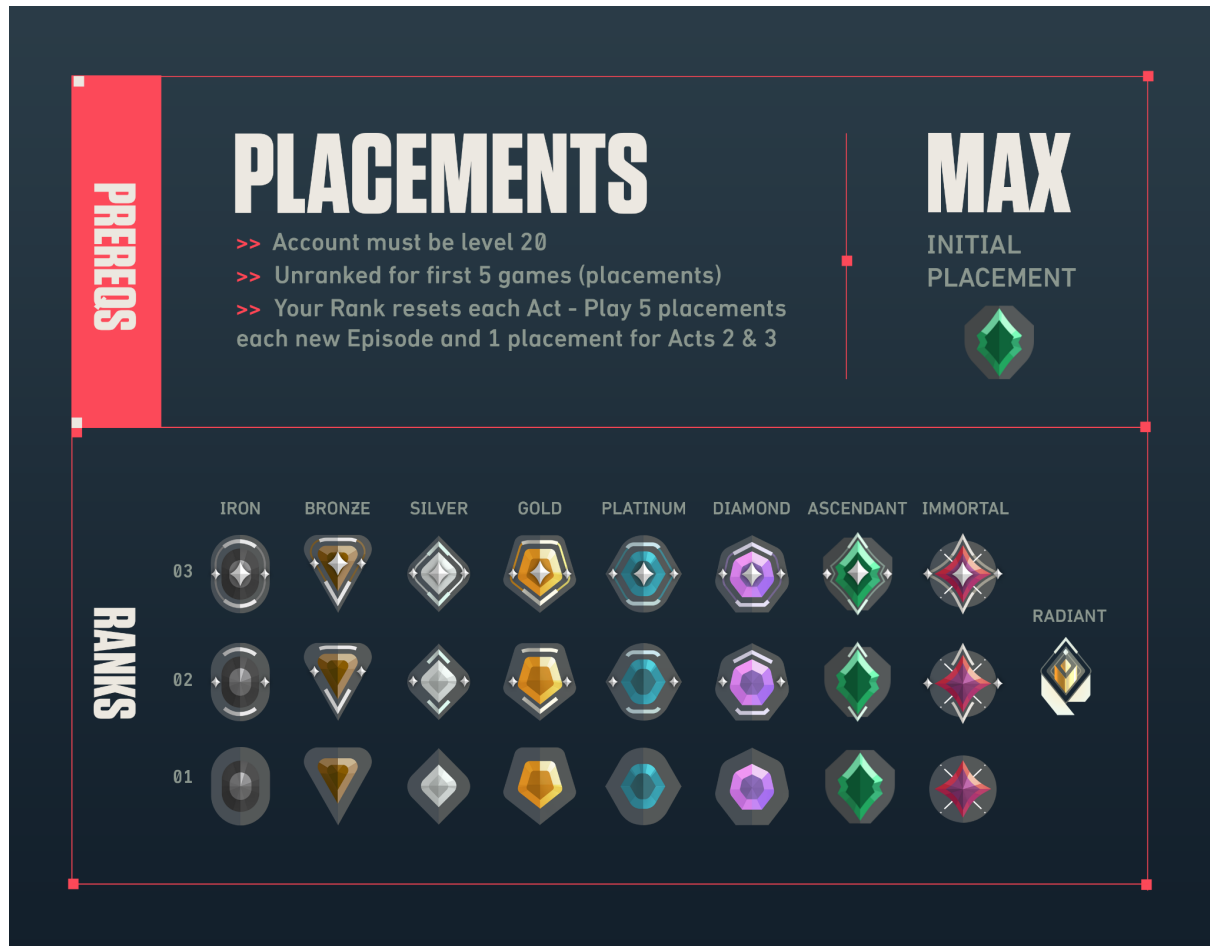 PREREQS
PLACEMENTS
>> Account must be level 20
>> Unranked for first 5 games (placements)
>> Your Rank resets each Act - Play 5 placements
each new Episode and 1 placement for Acts 2 & 3
MAX
INITIAL
PLACEMENT
RANKS
IRON BRONZE SILVER GOLD PLATINUM DIAMOND ASCENDANT IMMORTAL
03
RADIANT
02
01